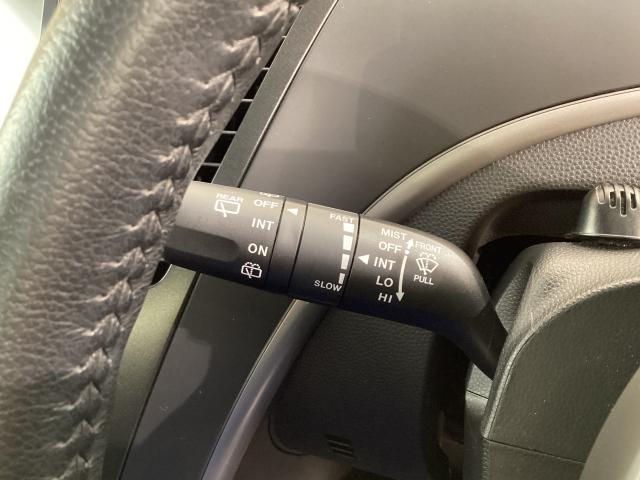 REAR
OFF
INT
ON
FAST
SLOW
MIST
OFF
INT
LO
HI
FRONT
PULL